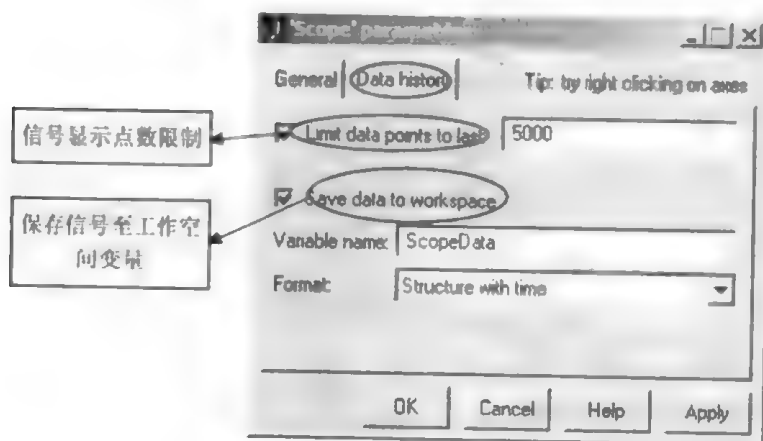 'Scope' parameters
General
Data history
Tip: try right clicking on axes
信号显示点数限制
Limit data points to last:
5000
保存信号至工作空
间变量
Save data to workspace
Variable name:
ScopeData
Format:
Structure with time
OK
Cancel
Help
Apply